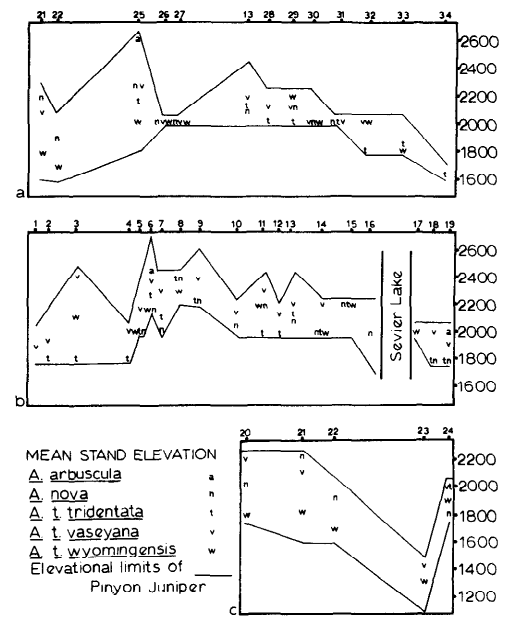 21 22 25 26 27 13 28 29 30 31 32 33 34
2600
2400
2200
2000
1800
1600
a
1 2 3 4 5 6 7 8 9 10 11 12 13 14 15 16 17 18 19
2600
2400
2200
2000
1800
1600
Sevier Lake
b
MEAN STAND ELEVATION
A. arbuscula a
A. nova n
A. t. tridentata t
A. t. vaseyana v
A. t. wyomingensis w
Elevational limits of
Pinyon Juniper
20 21 22 23 24
2200
2000
1800
1600
1400
1200
c